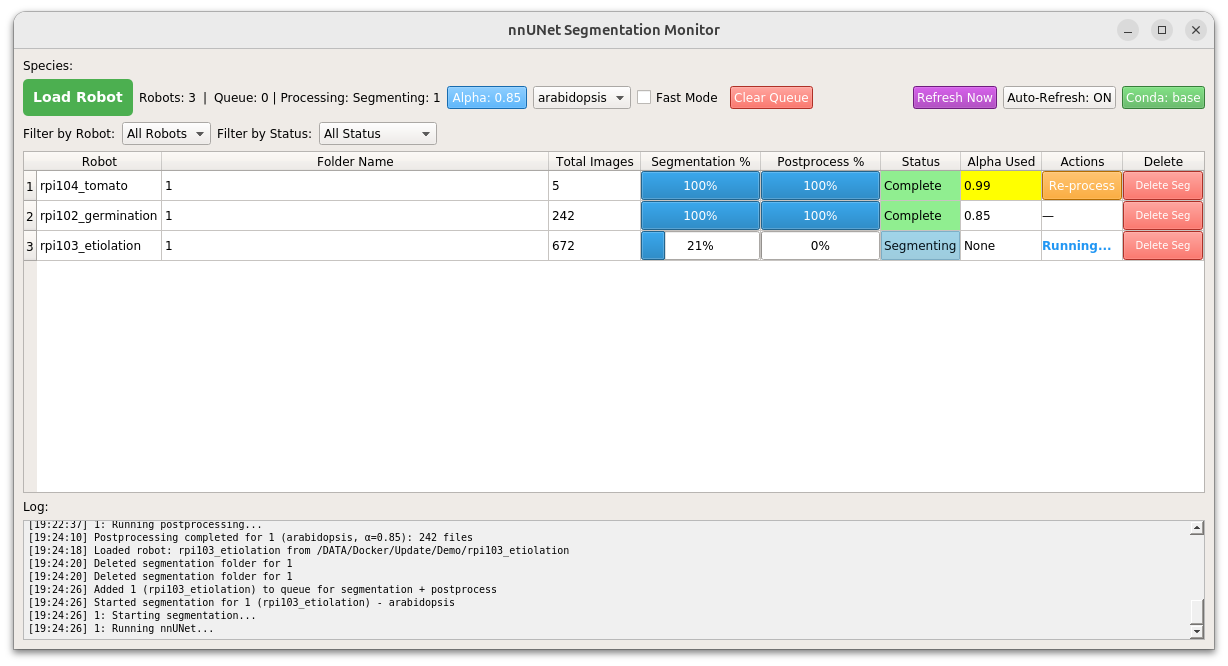 nnUNet Segmentation Monitor
Species:
Load Robot Robots: 3 | Queue: 0 | Processing: Segmenting: 1 Alpha: 0.85 arabidopsis Fast Mode Clear Queue Refresh Now Auto-Refresh: ON Conda: base
Filter by Robot: All Robots Filter by Status: All Status
Robot Folder Name Total Images Segmentation % Postprocess % Status Alpha Used Actions Delete
1 rpi104_tomato 1 5 100% 100% Complete 0.99 Re-process Delete Seg
2 rpi102_germination 1 242 100% 100% Complete 0.85 — Delete Seg
3 rpi103_etiolation 1 672 21% 0% Segmenting None Running... Delete Seg
Log:
[19:22:37] 1: Running postprocessing...
[19:24:10] Postprocessing completed for 1 (arabidopsis, α=0.85): 242 files
[19:24:18] Loaded robot: rpi103_etiolation from /DATA/Docker/Update/Demo/rpi103_etiolation
[19:24:20] Deleted segmentation folder for 1
[19:24:20] Deleted segmentation folder for 1
[19:24:26] Added 1 (rpi103_etiolation) to queue for segmentation + postprocess
[19:24:26] Started segmentation for 1 (rpi103_etiolation) - arabidopsis
[19:24:26] 1: Starting segmentation...
[19:24:26] 1: Running nnUNet...